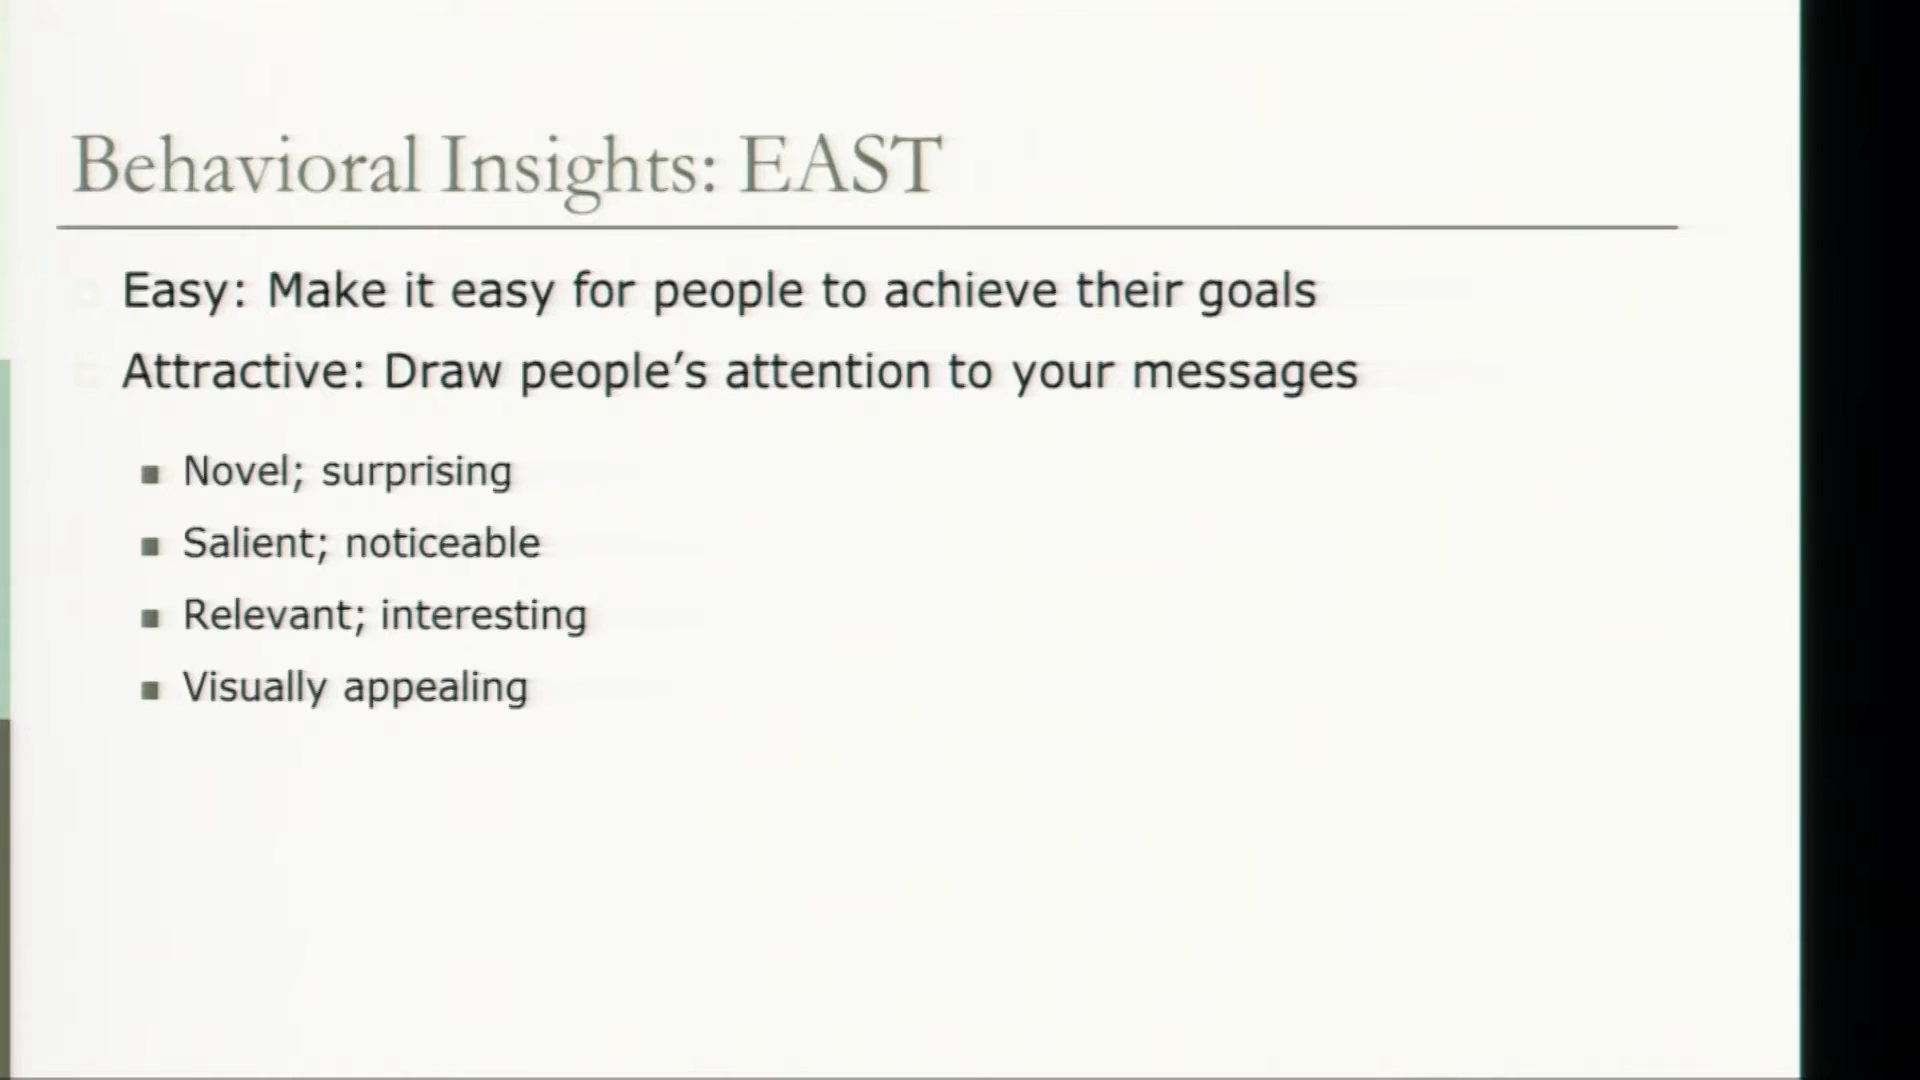 Behavioral Insights: EAST
Easy: Make it easy for people to achieve their goals
Attractive: Draw people’s attention to your messages
Novel; surprising
Salient; noticeable
Relevant; interesting
Visually appealing